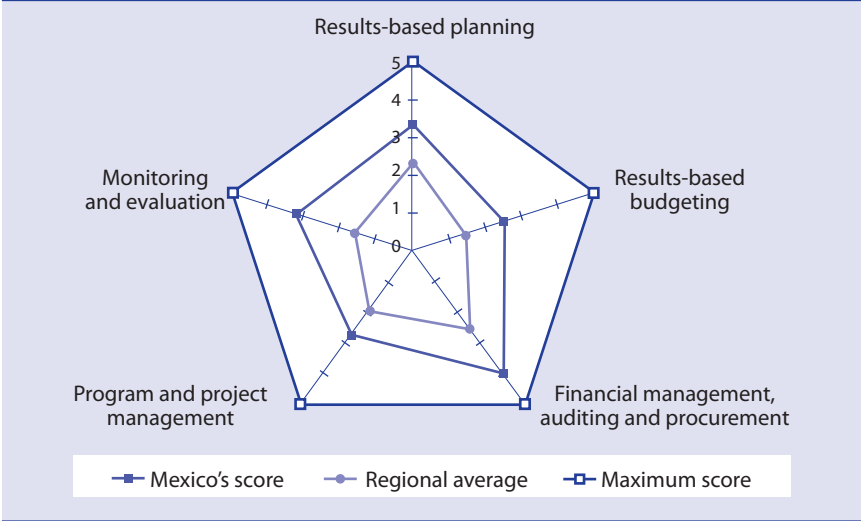 Results-based planning
5
4
3
2
1
0
Monitoring
and evaluation
Results-based
budgeting
Program and project
management
Financial management,
auditing and procurement
Mexico’s score
Regional average
Maximum score